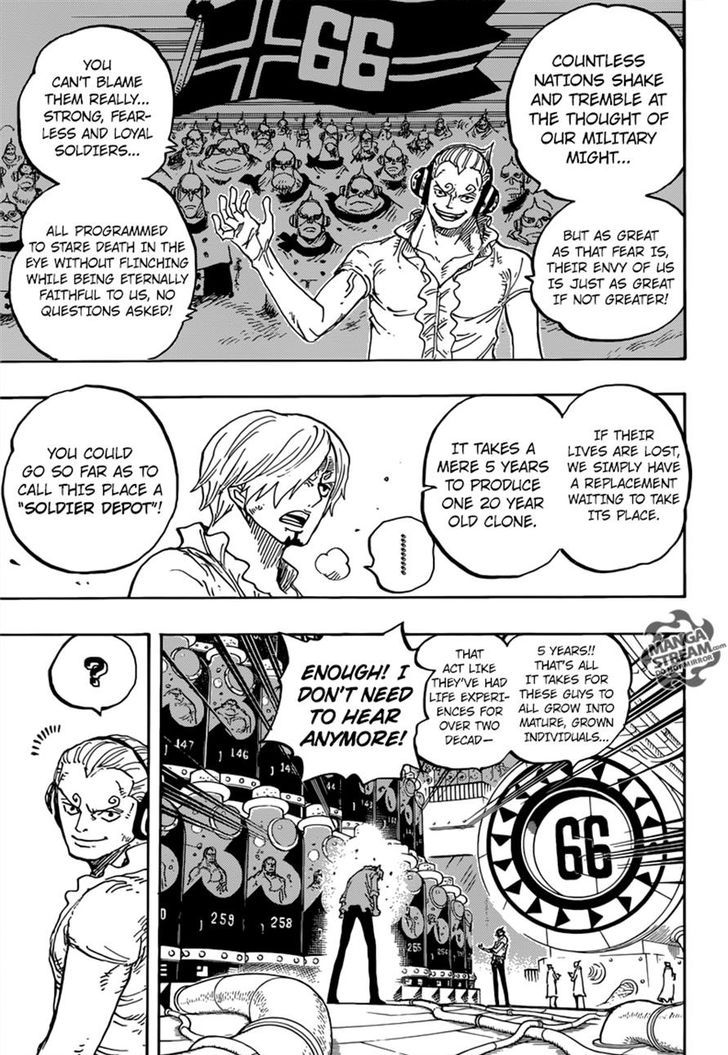 66
COUNTLESS
NATIONS SHAKE
AND TREMBLE AT
THE THOUGHT OF
OUR MILITARY
MIGHT...
BUT AS GREAT
AS THAT FEAR IS,
THEIR ENVY OF US
IS JUST AS GREAT
IF NOT GREATER!
YOU
CAN'T BLAME
THEM REALLY...
STRONG, FEAR-
LESS AND LOYAL
SOLDIERS...
ALL PROGRAMMED
TO STARE DEATH IN THE
EYE WITHOUT FLINCHING
WHILE BEING ETERNALLY
FAITHFUL TO US, NO
QUESTIONS ASKED!
IF THEIR
LIVES ARE LOST,
WE SIMPLY HAVE
A REPLACEMENT
WAITING TO TAKE
ITS PLACE.
IT TAKES A
MERE 5 YEARS
TO PRODUCE
ONE 20 YEAR
OLD CLONE.
.........
YOU COULD
GO SO FAR AS TO
CALL THIS PLACE A
"SOLDIER DEPOT"!
MANGA
STREAM.com
DO NOT MIRROR
5 YEARS!!
THAT'S ALL
IT TAKES FOR
THESE GUYS TO
ALL GROW INTO
MATURE, GROWN
INDIVIDUALS...
THAT
ACT LIKE
THEY'VE HAD
LIFE EXPERI-
ENCES FOR
OVER TWO
DECAD—
ENOUGH! I
DON'T NEED
TO HEAR
ANYMORE!
J 147
J 146
144
J 259
J 258
255
254
66
?